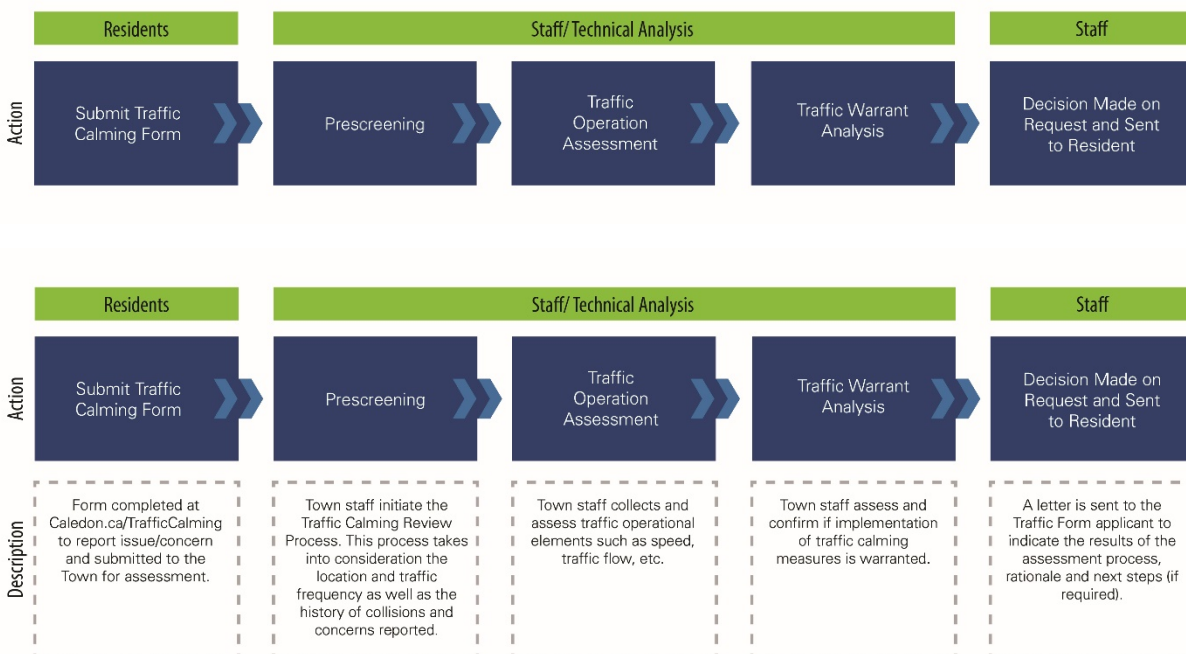 Residents
Staff/ Technical Analysis
Staff
Action
Submit Traffic
Calming Form
Prescreening
Traffic
Operation
Assessment
Traffic Warrant
Analysis
Decision Made on
Request and Sent
to Resident
Residents
Staff/ Technical Analysis
Staff
Action
Submit Traffic
Calming Form
Prescreening
Traffic
Operation
Assessment
Traffic Warrant
Analysis
Decision Made on
Request and Sent
to Resident
Description
Form completed at
Caledon.ca/TrafficCalming
to report issue/concern
and submitted to the
Town for assessment.
Town staff initiate the
Traffic Calming Review
Process. This process takes
into consideration the
location and traffic
frequency as well as the
history of collisions and
concerns reported.
Town staff collects and
assess traffic operational
elements such as speed,
traffic flow, etc.
Town staff assess and
confirm if implementation
of traffic calming
measures is warranted.
A letter is sent to the
Traffic Form applicant to
indicate the results of the
assessment process,
rationale and next steps (if
required).